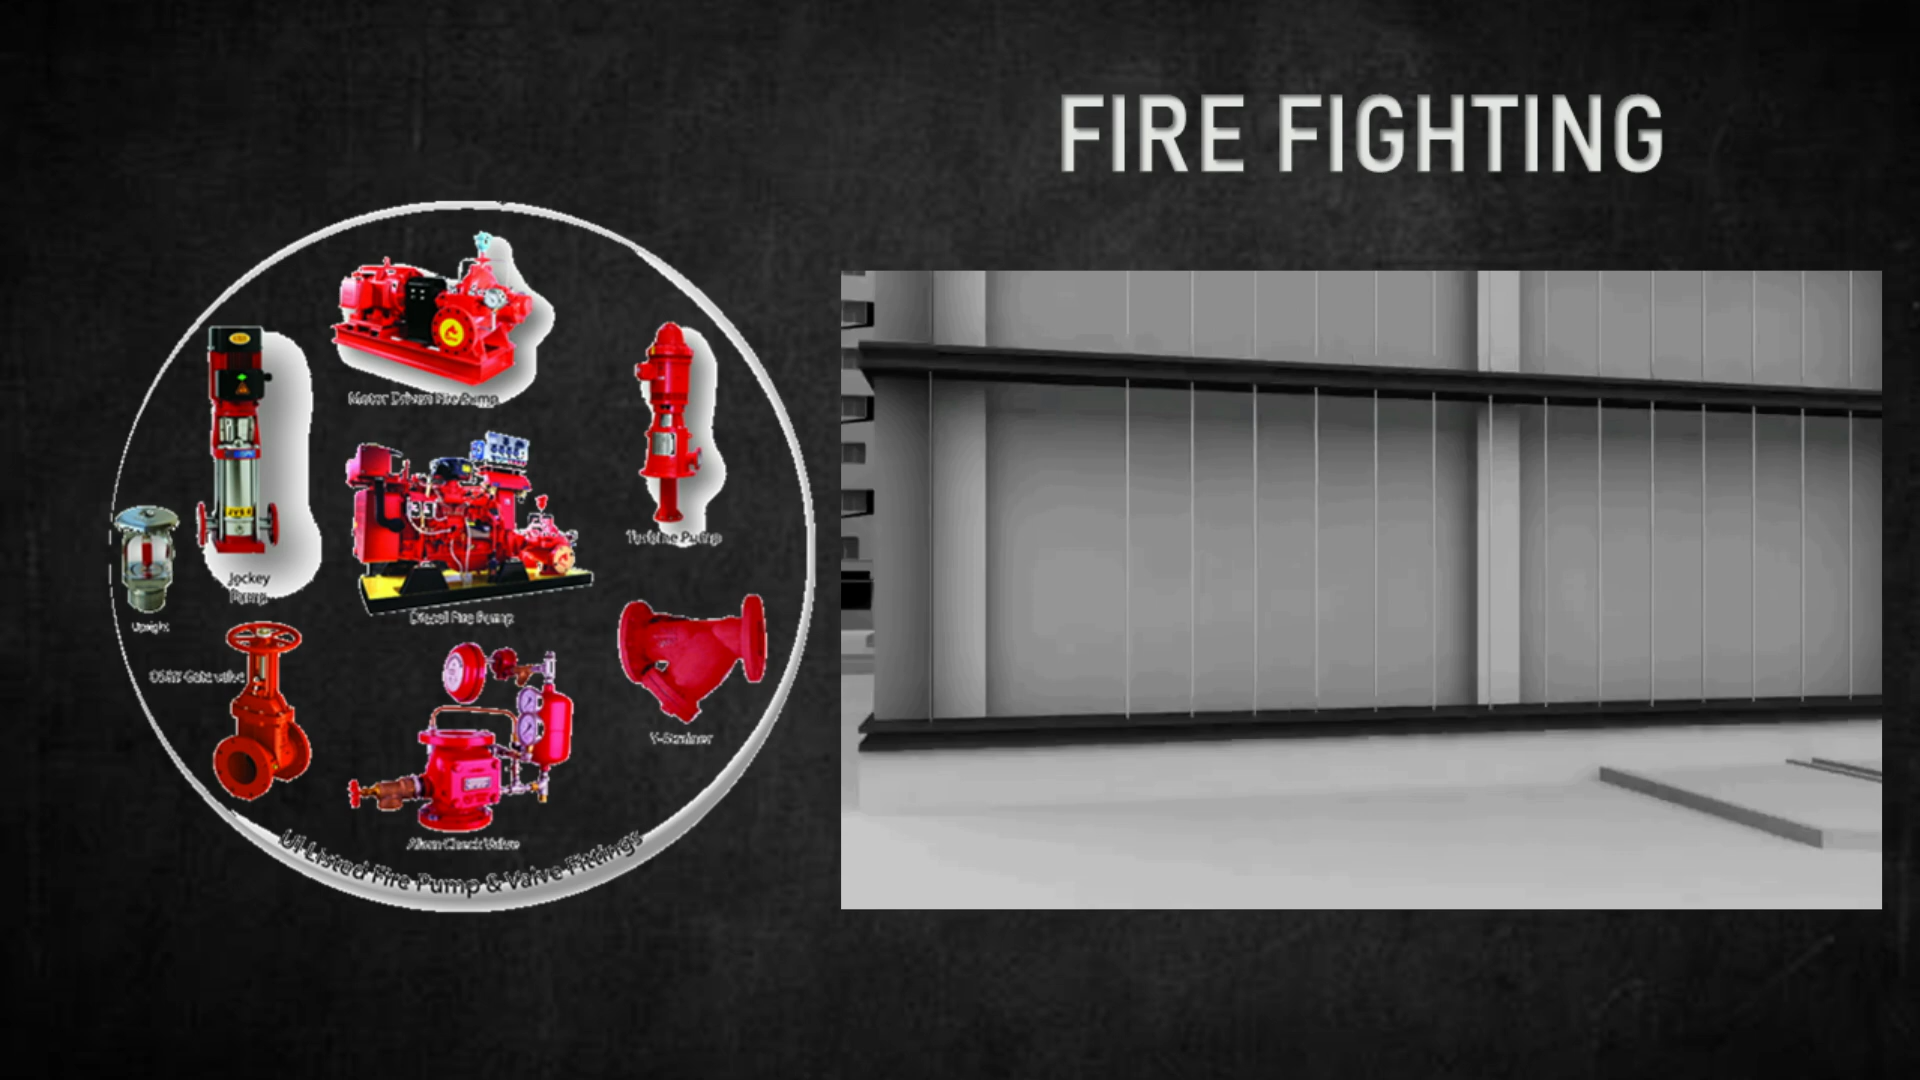 FIRE FIGHTING
Motor Driven Fire Pump
Jockey
Pump
Turbine Pump
Diesel Fire Pump
Upright
OS&Y Gate valve
Y-Strainer
Alarm Check Valve
Ul Listed Fire Pump & Valve Fittings